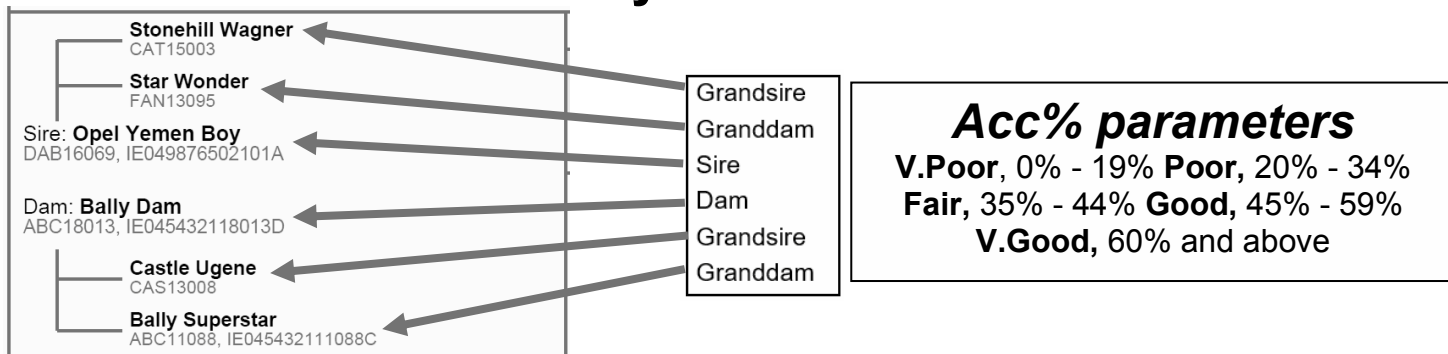 Stonehill Wagner
CAT15003
Star Wonder
FAN13095
Sire: Opel Yemen Boy
DAB16069, IE049876502101A
Dam: Bally Dam
ABC18013, IE045432118013D
Castle Ugene
CAS13008
Bally Superstar
ABC11088, IE045432111088C
Grandsire
Granddam
Sire
Dam
Grandsire
Granddam
Acc% parameters
V.Poor, 0% - 19% Poor, 20% - 34%
Fair, 35% - 44% Good, 45% - 59%
V.Good, 60% and above